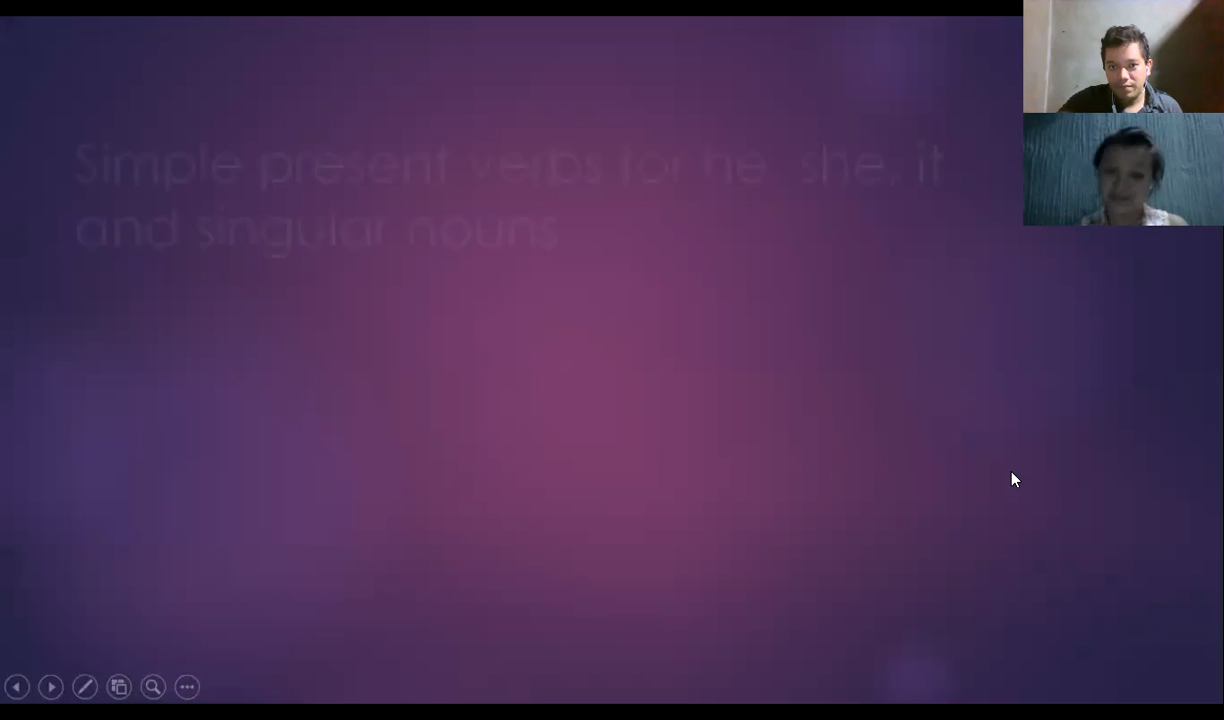 Simple present verbs for he, she, it
and singular nouns